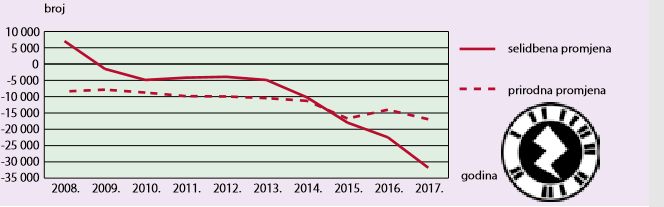 broj
10 000
5 000
0
-5 000
-10 000
-15 000
-20 000
-25 000
-30 000
-35 000
2008. 2009. 2010. 2011. 2012. 2013. 2014. 2015. 2016. 2017.
godina
selidbena promjena
prirodna promjena